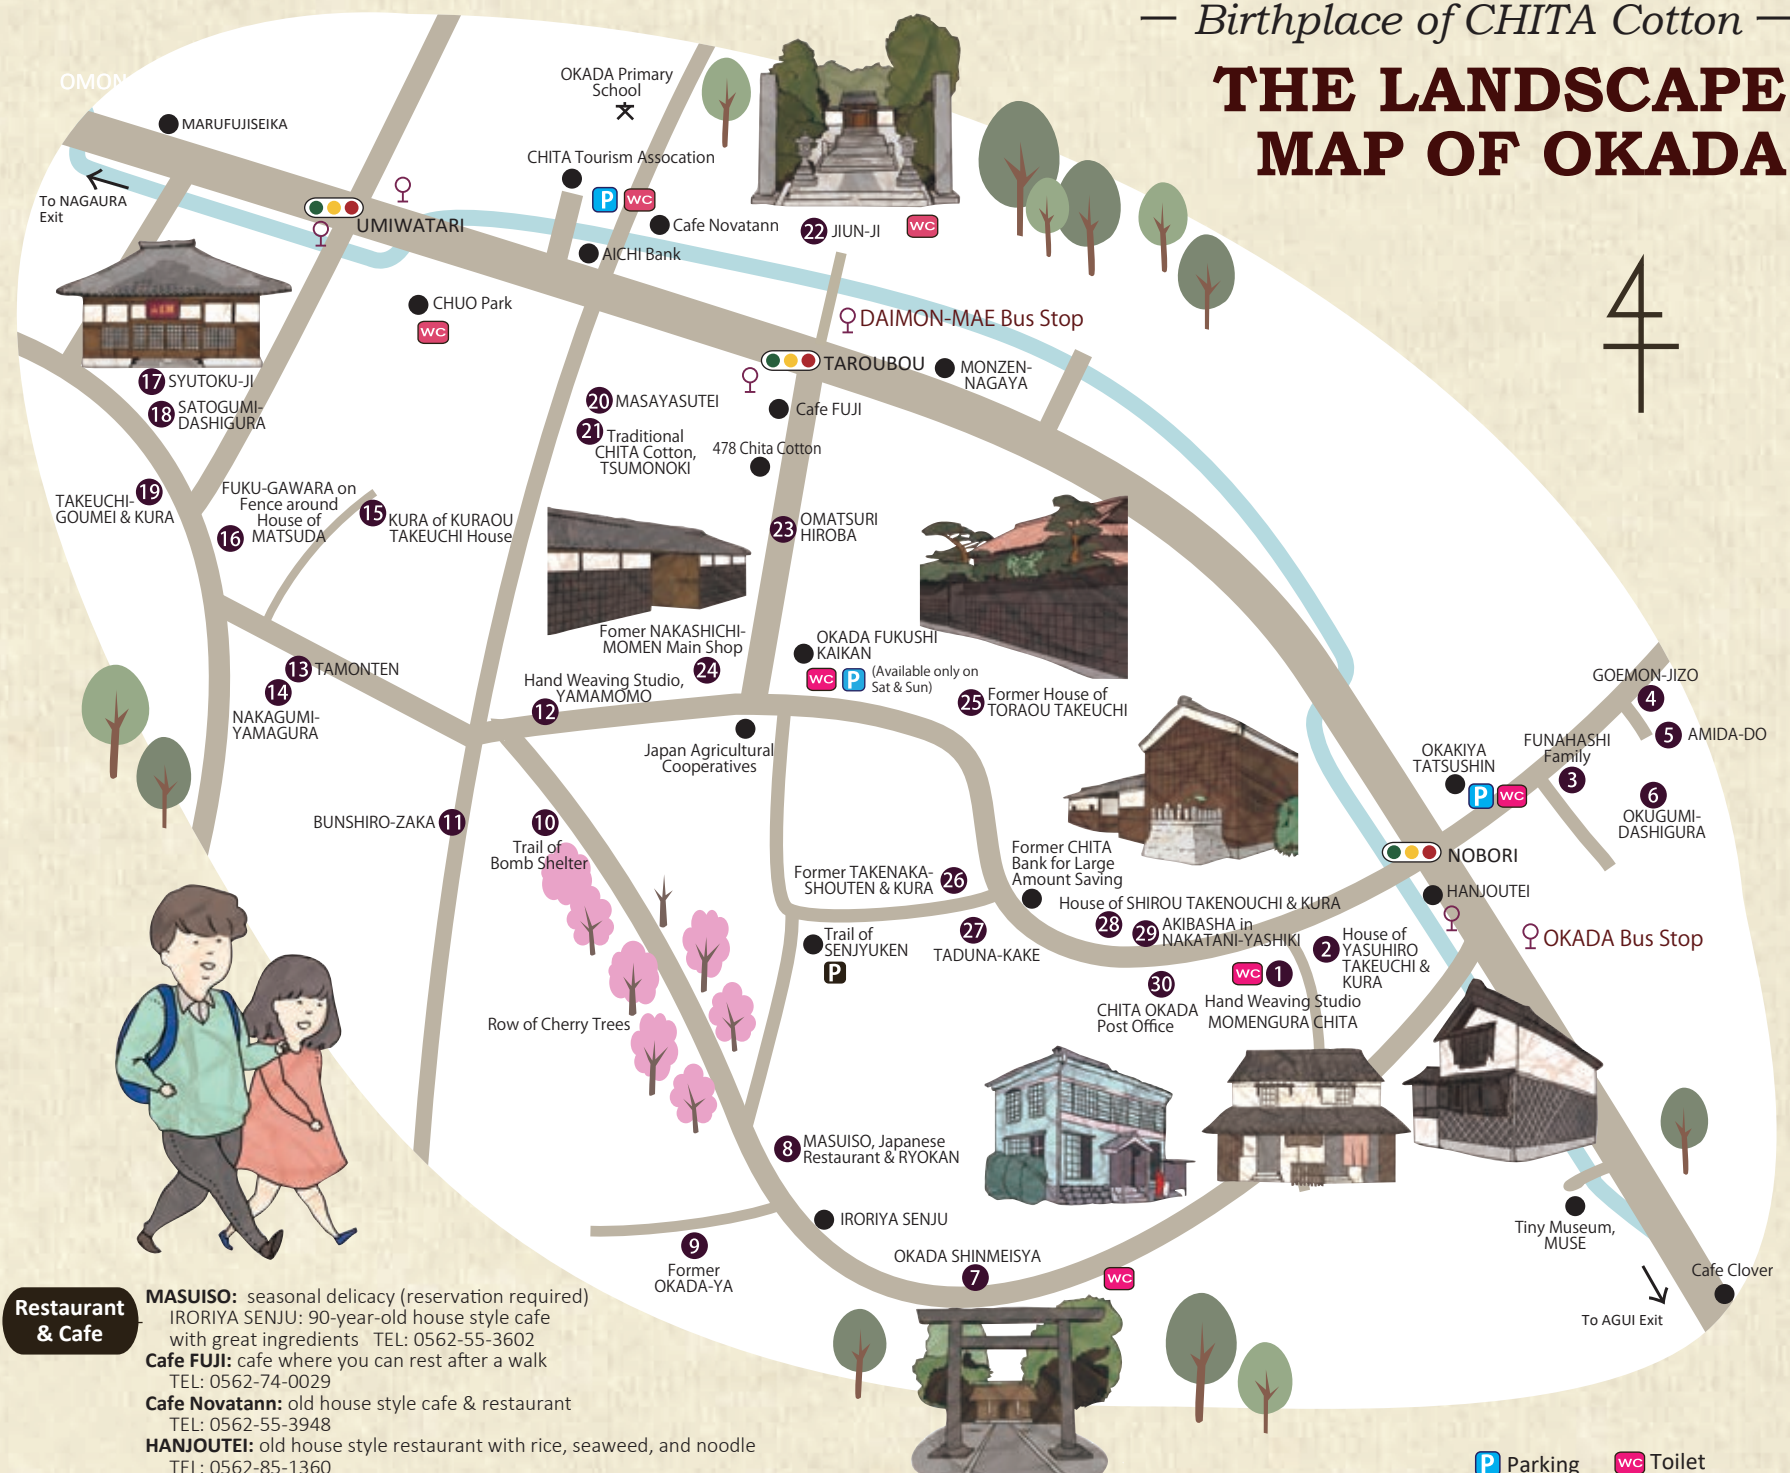 Birthplace of CHITA Cotton
THE LANDSCAPE
MAP OF OKADA
OMON
MARUFUJISEIKA
To NAGAURA
Exit
UMIWATARI
OKADA Primary
School
CHITA Tourism Assocation
P
WC
Cafe Novatann
AICHI Bank
22 JIUN-JI
WC
CHUO Park
WC
DAIMON-MAE Bus Stop
TAROUBOU
MONZEN-
NAGAYA
Cafe FUJI
478 Chita Cotton
17 SYUTOKU-JI
18 SATOGUMI-
DASHIGURA
20 MASAYASUTEI
21 Traditional
CHITA Cotton,
TSUMONOKI
19
TAKEUCHI-
GOUMEI & KURA
FUKU-GAWARA on
Fence around
House of
MATSUDA
16
15 KURA of KURAOU
TAKEUCHI House
23 OMATSURI
HIROBA
Fomer NAKASHICHI-
MOMEN Main Shop
24
OKADA FUKUSHI
KAIKAN
WC
P
(Available only on
Sat & Sun)
13 TAMONTEN
14
NAKAGUMI-
YAMAGURA
Hand Weaving Studio,
YAMAMOMO
12
25 Former House of
TORAOU TAKEUCHI
Japan Agricultural
Cooperatives
GOEMON-JIZO
4
5 AMIDA-DO
FUNAHASHI
Family
3
OKAKIYA
TATSUSHIN
P
WC
6
OKUGUMI-
DASHIGURA
BUNSHIRO-ZAKA 11
10
Trail of
Bomb Shelter
NOBORI
HANJOUTEI
OKADA Bus Stop
Former TAKENAKA-
SHOUTEN & KURA 26
Former CHITA
Bank for Large
Amount Saving
House of SHIROU TAKENOUCHI & KURA
28
29 AKIBASHA in
NAKATANI-YASHIKI
27
TADUNA-KAKE
2 House of
YASUHIRO
TAKEUCHI &
KURA
Trail of
SENJYUKEN
P
30
CHITA OKADA
Post Office
WC 1
Hand Weaving Studio
MOMENGURA CHITA
Row of Cherry Trees
8 MASUISO, Japanese
Restaurant & RYOKAN
IRORIYA SENJU
9
Former
OKADA-YA
OKADA SHINMEISYA
7
WC
Tiny Museum,
MUSE
Cafe Clover
To AGUI Exit
Restaurant
& Cafe
MASUISO: seasonal delicacy (reservation required)
IRORIYA SENJU: 90-year-old house style cafe
with great ingredients TEL: 0562-55-3602
Cafe FUJI: cafe where you can rest after a walk
TEL: 0562-74-0029
Cafe Novatann: old house style cafe & restaurant
TEL: 0562-55-3948
HANJOUTEI: old house style restaurant with rice, seaweed, and noodle
TEL: 0562-85-1360
P Parking
WC Toilet